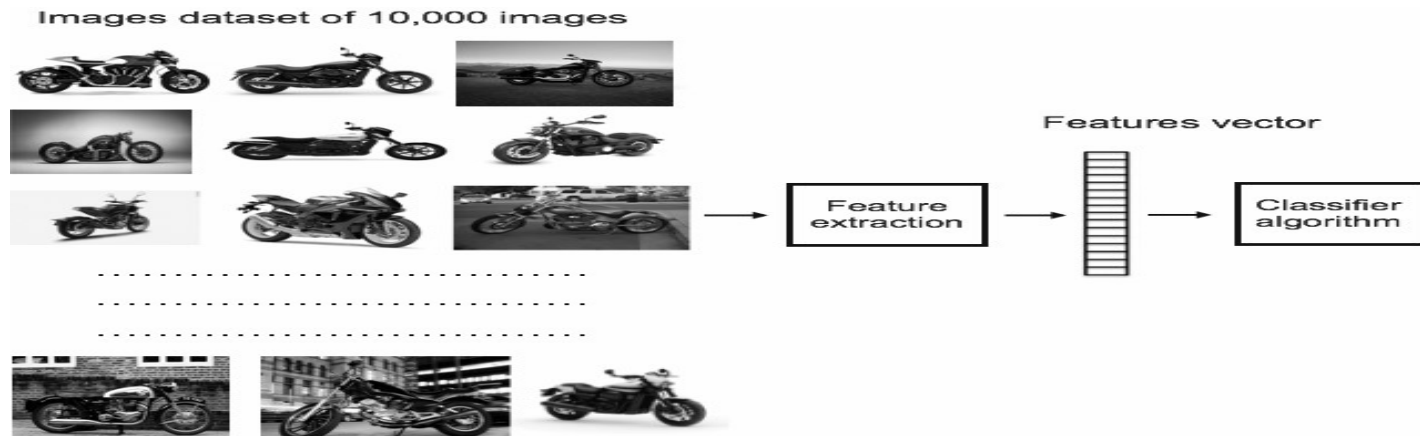 Images dataset of 10,000 images
Features vector
Feature
extraction
Classifier
algorithm